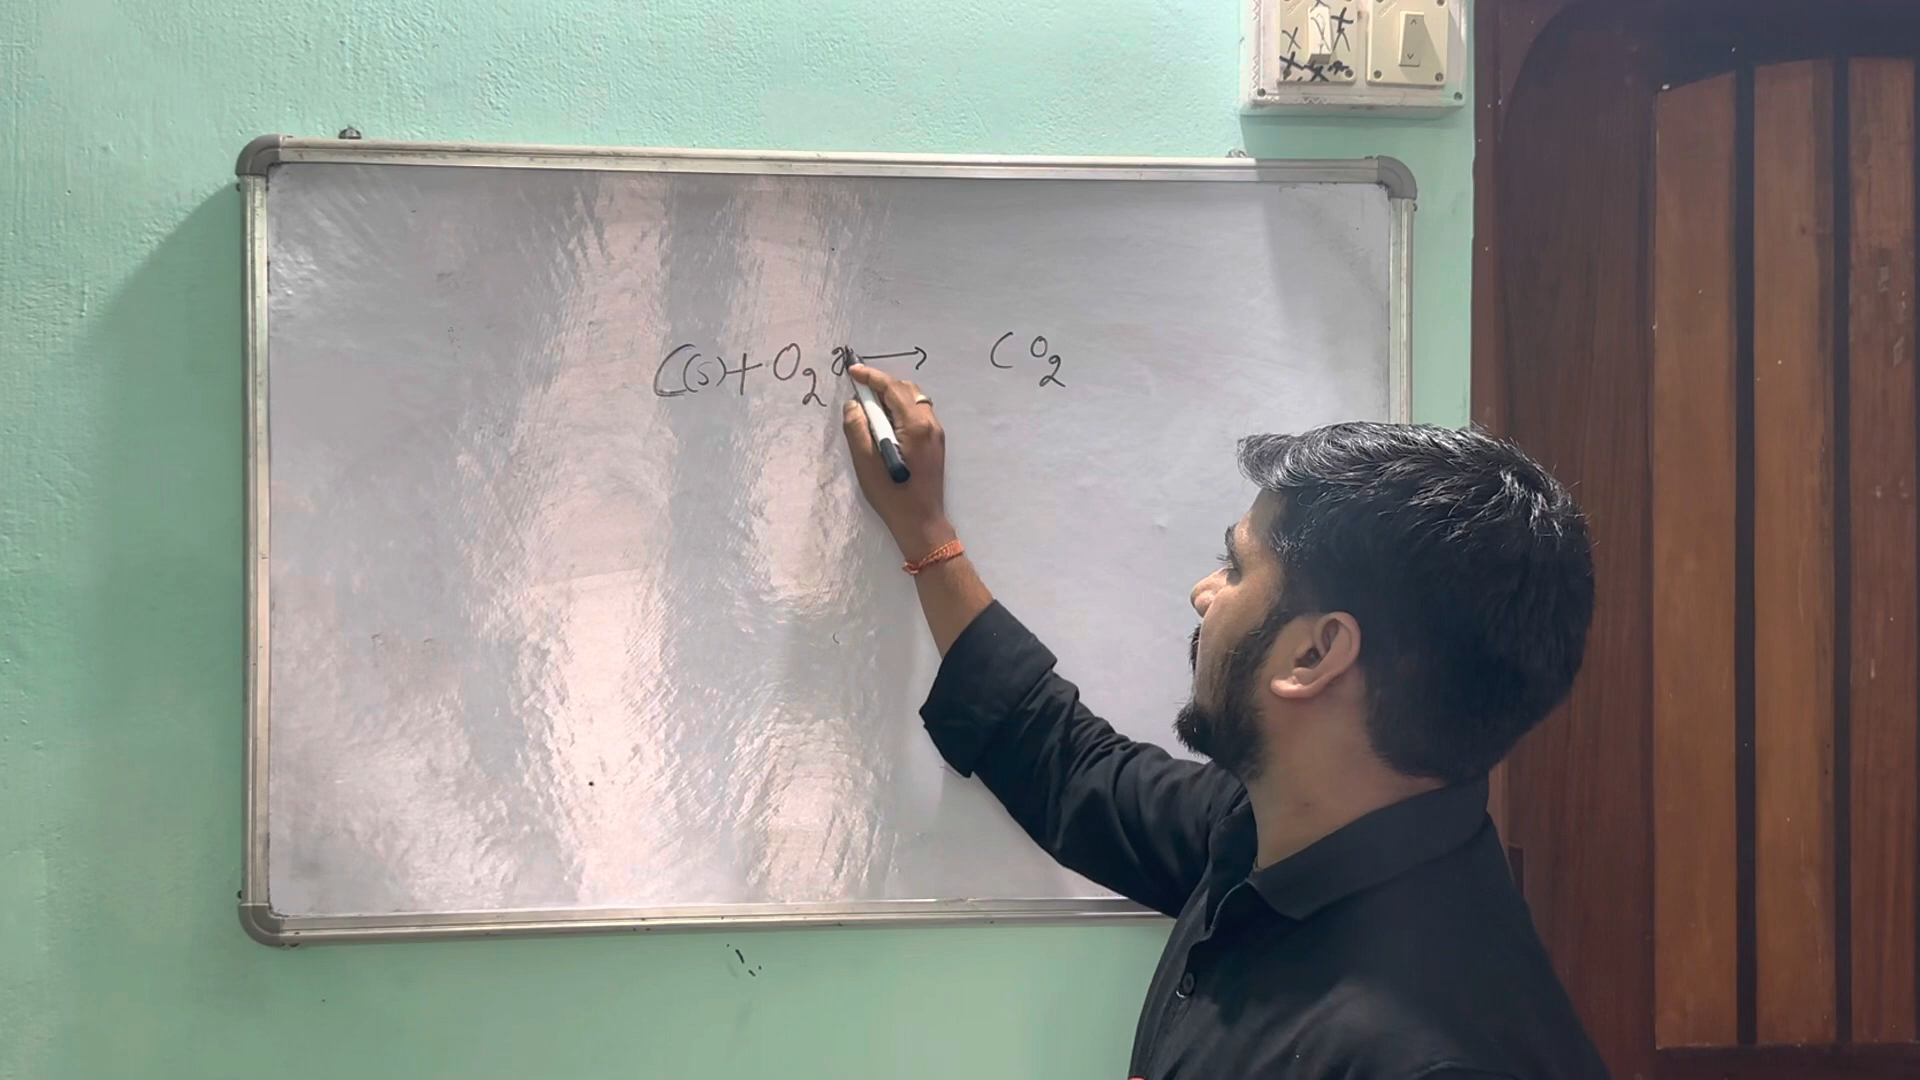 C(s) + O₂ → CO₂